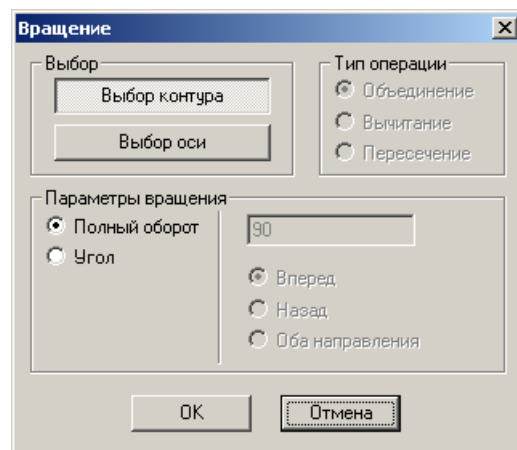 Вращение
Выбор
Выбор контура
Выбор оси
Тип операции
Объединение
Вычитание
Пересечение
Параметры вращения
Полный оборот
Угол
90
Вперед
Назад
Оба направления
OK
Отмена